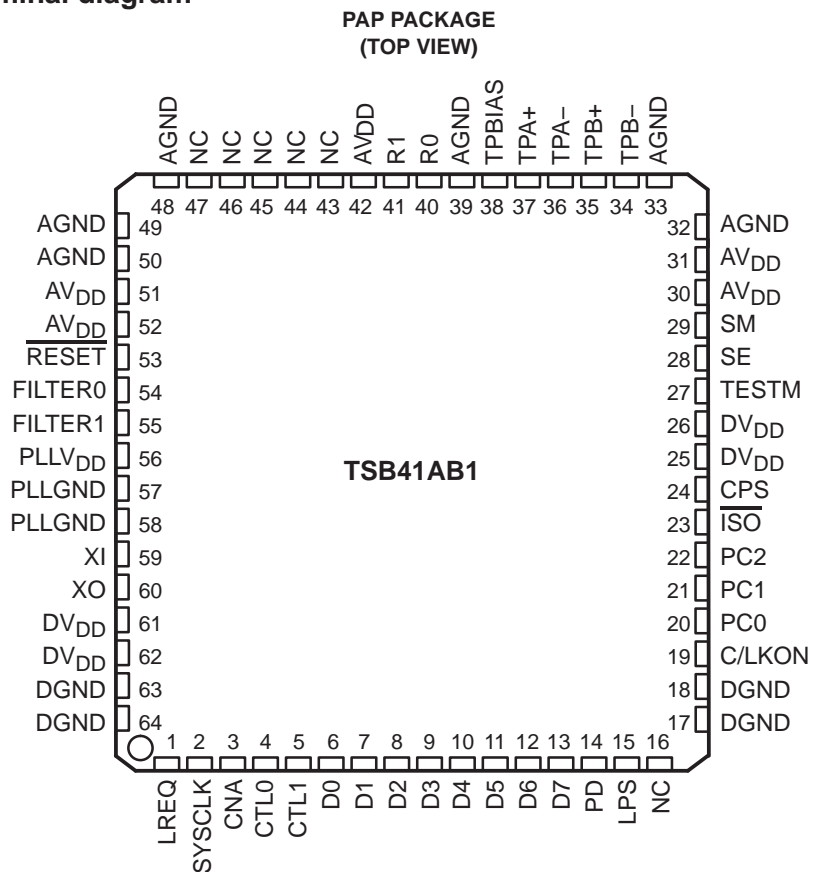 PAP PACKAGE
(TOP VIEW)
AGND
NC
NC
NC
NC
NC
AVDD
R1
R0
AGND
TPBIAS
TPA+
TPA–
TPB+
TPB–
AGND
48 47 46 45 44 43 42 41 40 39 38 37 36 35 34 33
AGND 49
AGND 50
AVDD 51
AVDD 52
RESET 53
FILTER0 54
FILTER1 55
PLLVDD 56
PLLGND 57
PLLGND 58
XI 59
XO 60
DVDD 61
DVDD 62
DGND 63
DGND 64
TSB41AB1
32 AGND
31 AVDD
30 AVDD
29 SM
28 SE
27 TESTM
26 DVDD
25 DVDD
24 CPS
23 ISO
22 PC2
21 PC1
20 PC0
19 C/LKON
18 DGND
17 DGND
1 2 3 4 5 6 7 8 9 10 11 12 13 14 15 16
LREQ
SYSCLK
CNA
CTL0
CTL1
D0
D1
D2
D3
D4
D5
D6
D7
PD
LPS
NC